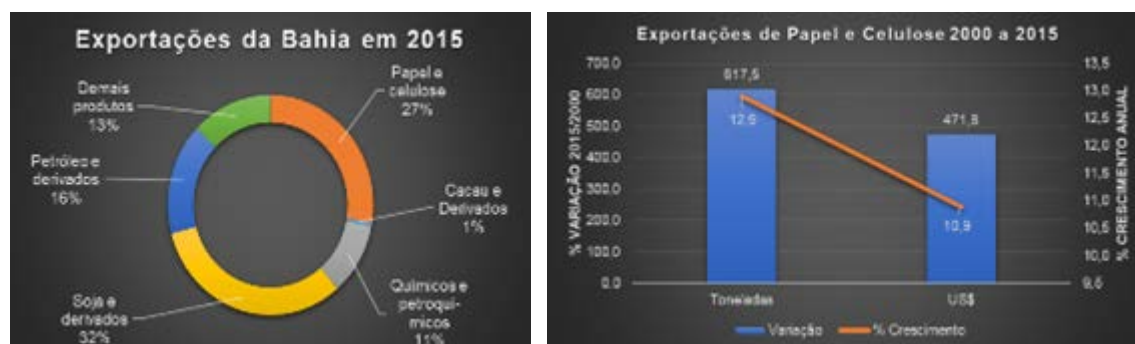 Exportações da Bahia em 2015
Papel e
celulose
27%
Cacau e
Derivados
1%
Químicos e
petroquí-
micos
11%
Soja e
derivados
32%
Petróleo e
derivados
16%
Demais
produtos
13%
Exportações de Papel e Celulose 2000 a 2015
% VARIAÇÃO 2015/2000
700.0
600.0
500.0
400.0
300.0
200.0
100.0
0.0
617,5
12,9
471,8
10,9
Toneladas
US$
13,5
13,0
12,5
12,0
11,5
11,0
10,5
10,0
9,5
% CRESCIMENTO ANUAL
Variação
% Crescimento